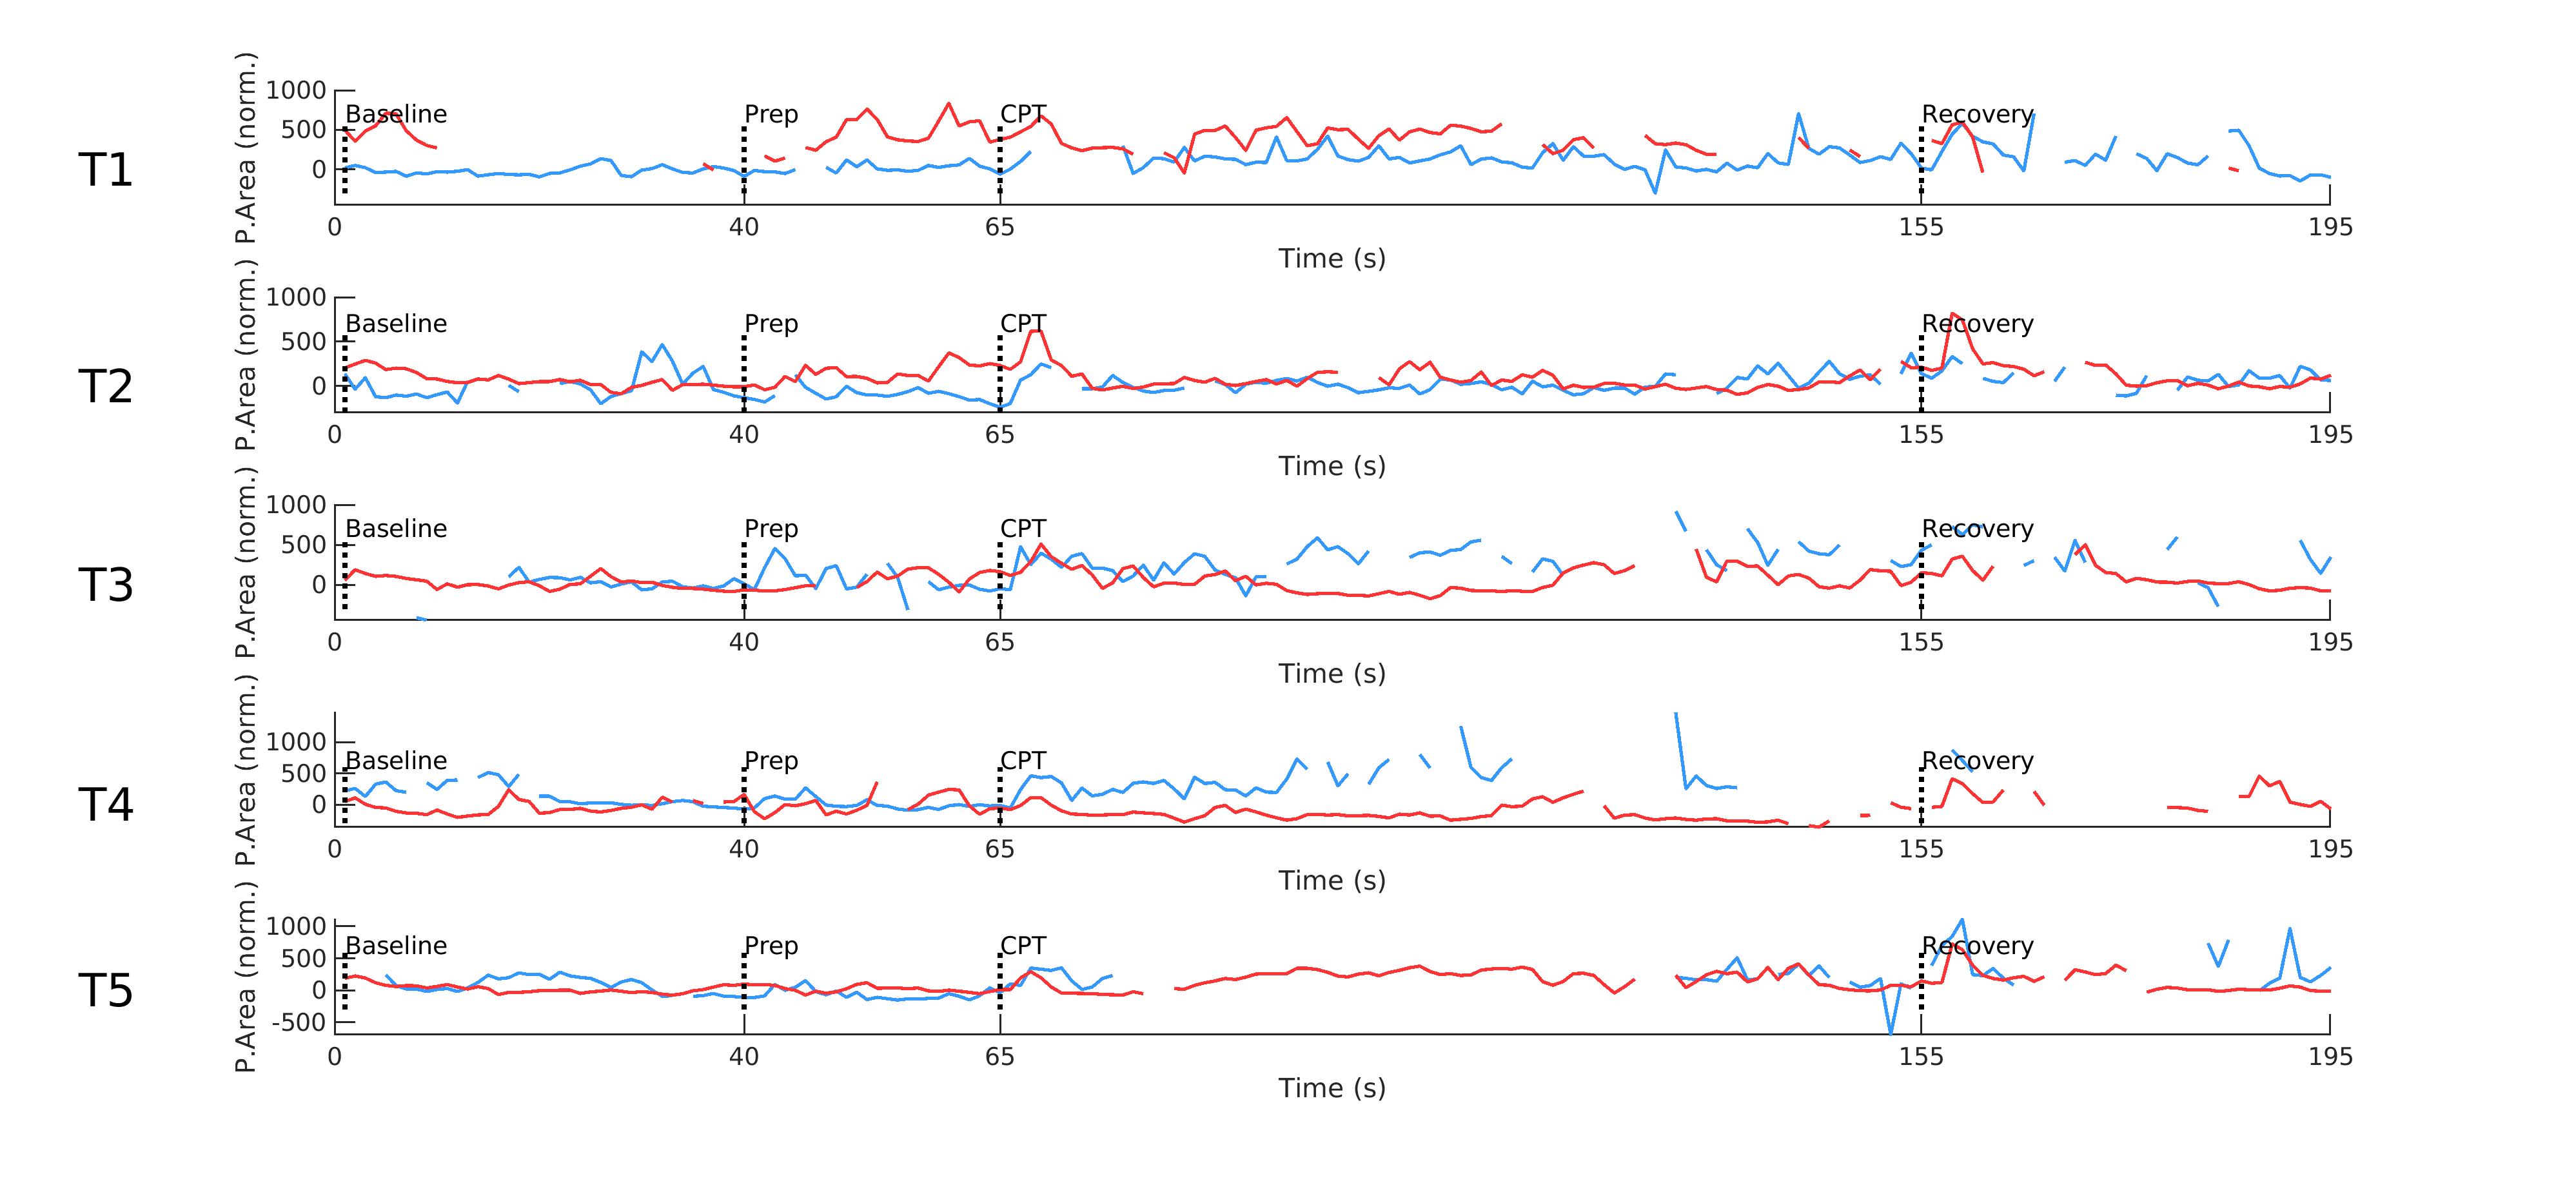 T1
P.Area (norm.)
1000
500
0
Baseline
Prep
CPT
Recovery
0
40
65
155
195
Time (s)
T2
P.Area (norm.)
1000
500
0
Baseline
Prep
CPT
Recovery
0
40
65
155
195
Time (s)
T3
P.Area (norm.)
1000
500
0
Baseline
Prep
CPT
Recovery
0
40
65
155
195
Time (s)
T4
P.Area (norm.)
1000
500
0
Baseline
Prep
CPT
Recovery
0
40
65
155
195
Time (s)
T5
P.Area (norm.)
1000
500
0
-500
Baseline
Prep
CPT
Recovery
0
40
65
155
195
Time (s)